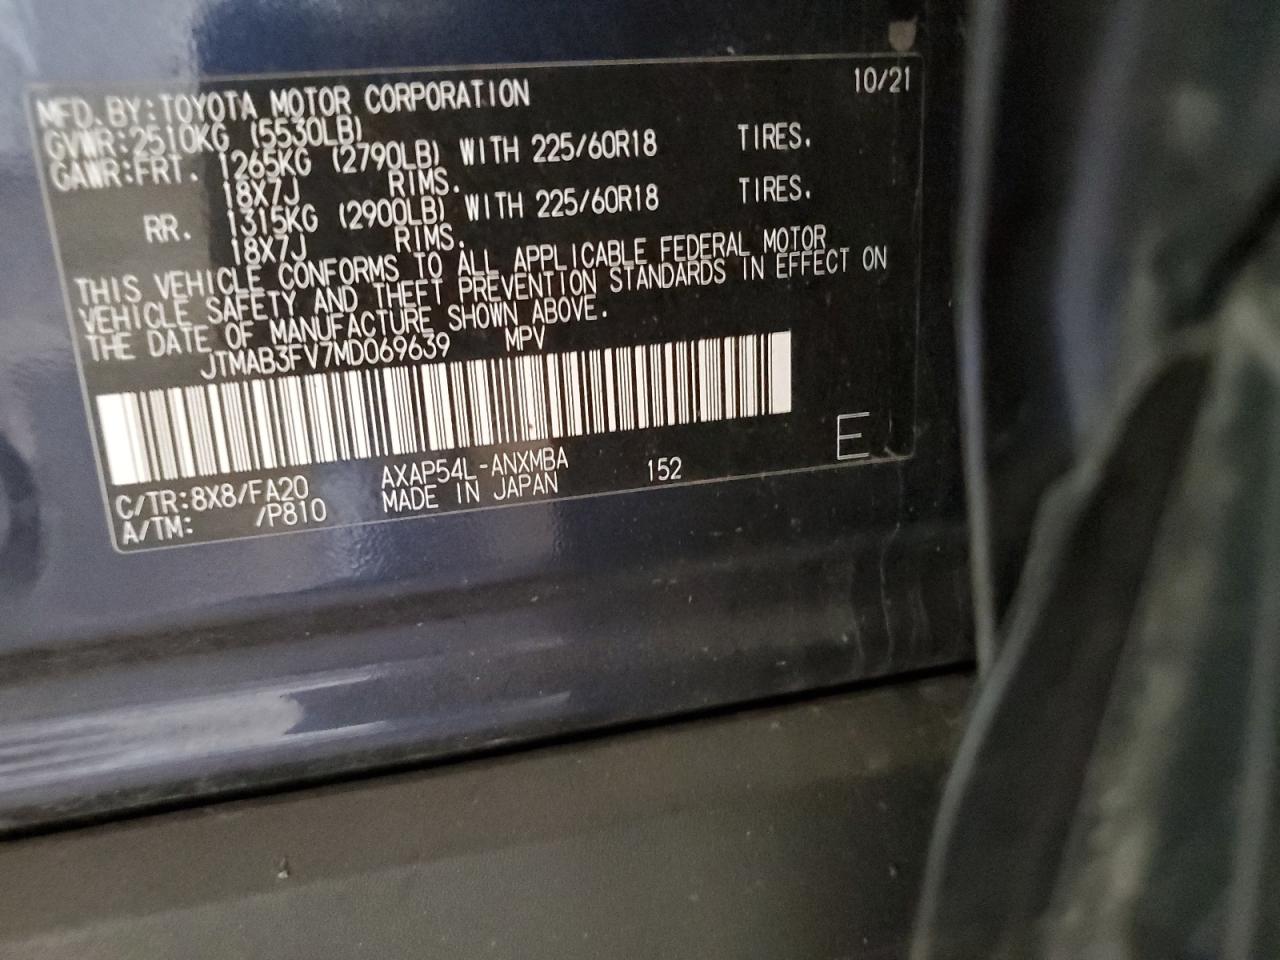 MFD. BY: TOYOTA MOTOR CORPORATION 10/21
GVWR: 2510KG (5530LB)
GAWR: FRT. 1265KG (2790LB) WITH 225/60R18 TIRES.
18X7J RIMS.
RR. 1315KG (2900LB) WITH 225/60R18 TIRES.
18X7J RIMS.
THIS VEHICLE CONFORMS TO ALL APPLICABLE FEDERAL MOTOR
VEHICLE SAFETY AND THEFT PREVENTION STANDARDS IN EFFECT ON
THE DATE OF MANUFACTURE SHOWN ABOVE.
JTMAB3FV7MD069639 MPV
E
C/TR: 8X8/FA20 AXAP54L-ANXMBA 152
A/TM: /P810 MADE IN JAPAN